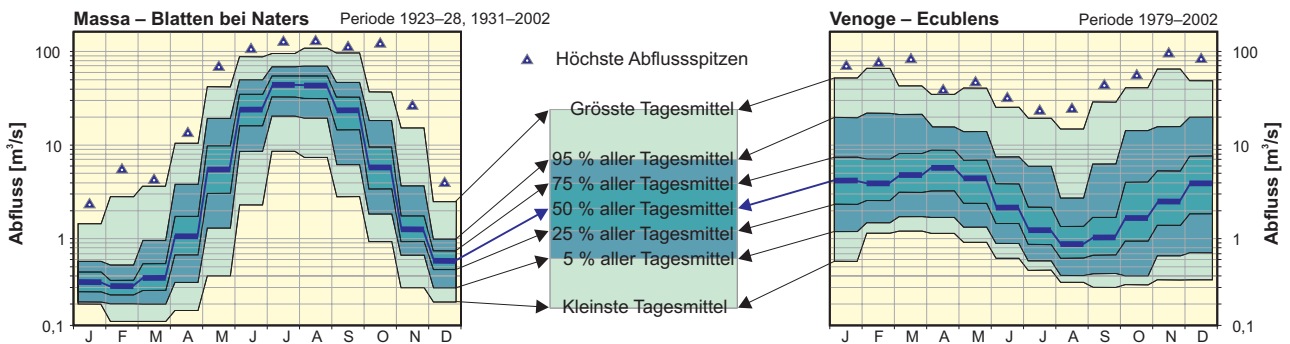 Massa – Blatten bei Naters Periode 1923–28, 1931–2002
Abfluss [m³/s]
100
10
1
0,1
J F M A M J J A S O N D
Höchste Abflussspitzen
Grösste Tagesmittel
95 % aller Tagesmittel
75 % aller Tagesmittel
50 % aller Tagesmittel
25 % aller Tagesmittel
5 % aller Tagesmittel
Kleinste Tagesmittel
Venoge – Ecublens Periode 1979–2002
100
10
1
0,1
Abfluss [m³/s]
J F M A M J J A S O N D